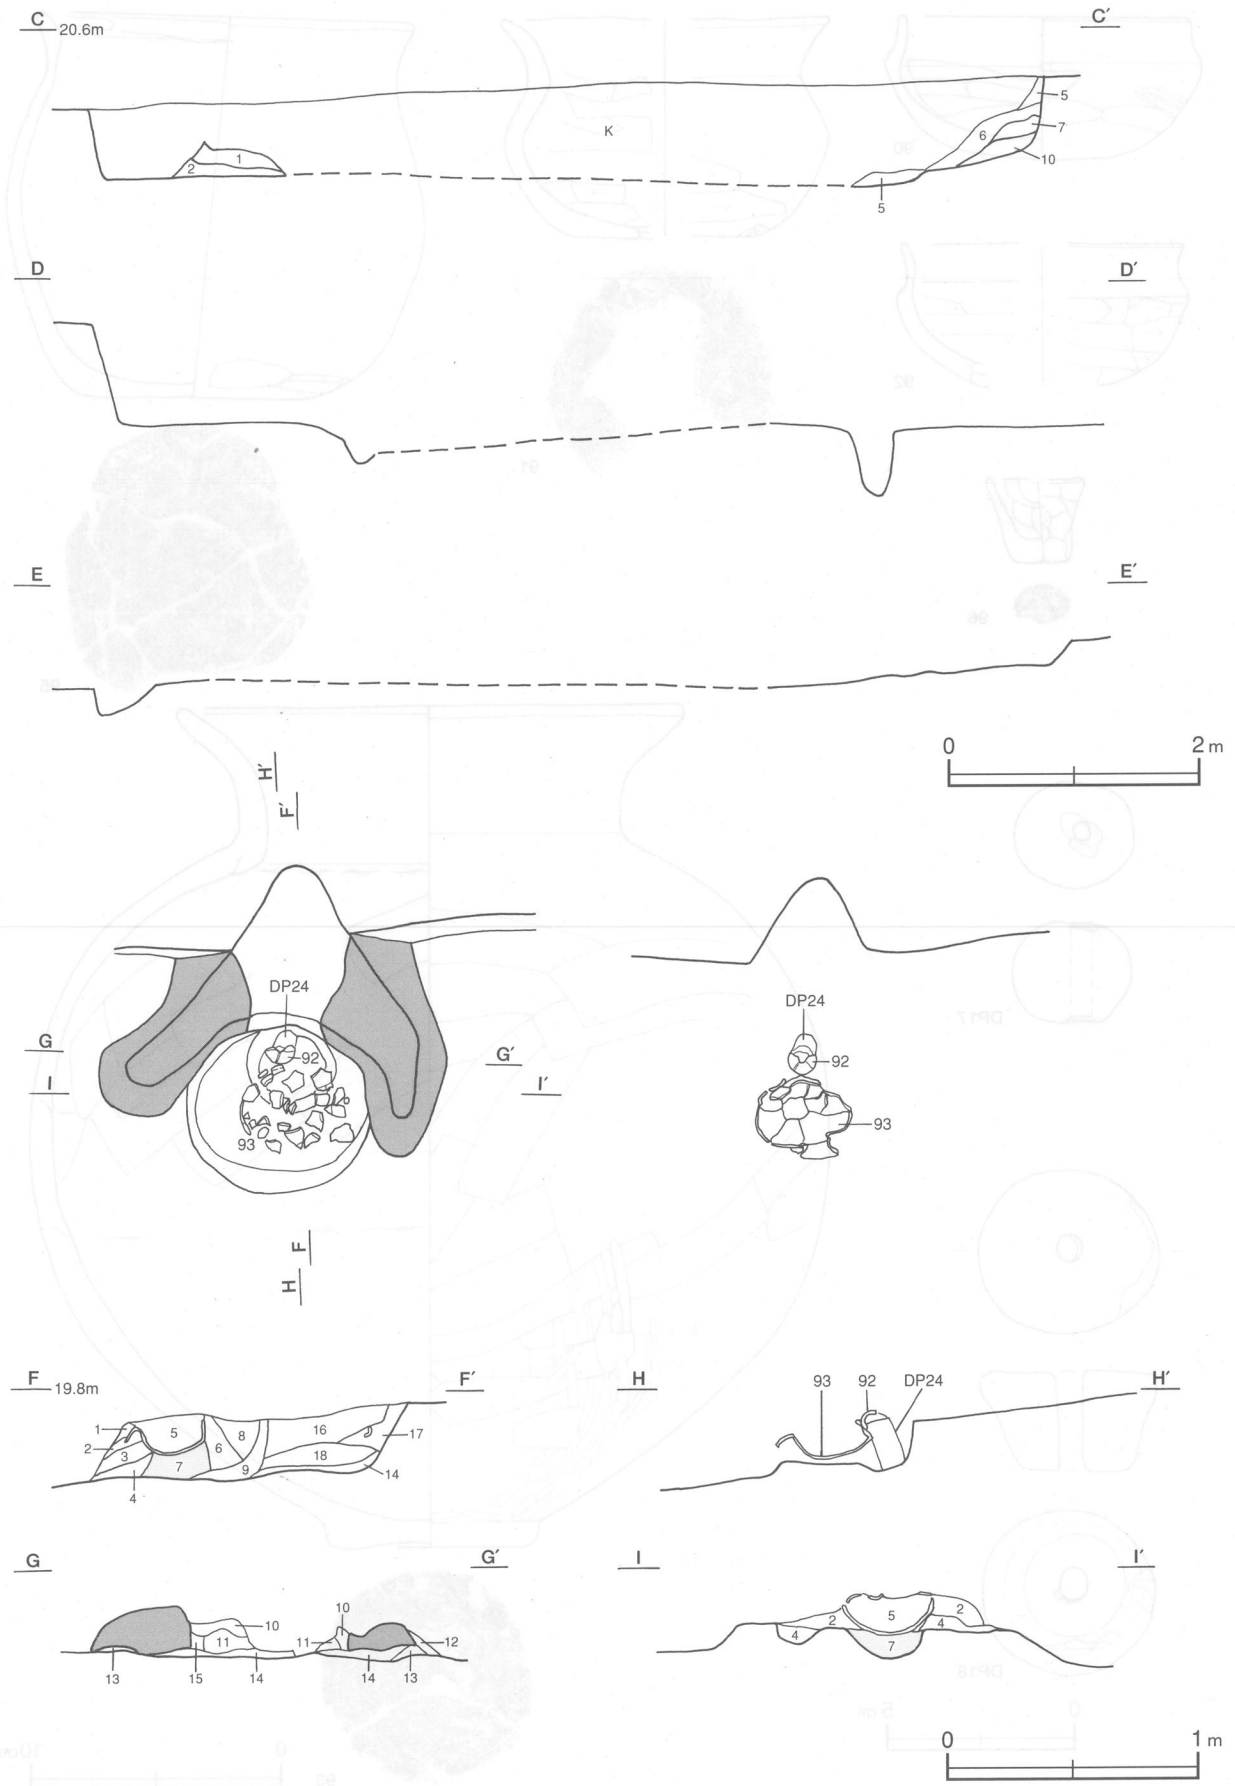 C 20.6m C′
K
5
7
6
10
1
2
5
D D′
E E′
0 2 m
H′
F′
DP24
92
93
G G′
I I′
DP24
92
93
F
H
F 19.8m F′
1
2
3
4
5
6
7
8
9
16
17
18
14
H H′
93 92 DP24
G G′
10
11
10
11
12
13 15 14 14 13
I I′
2
5
2
4
4
7
0 1 m